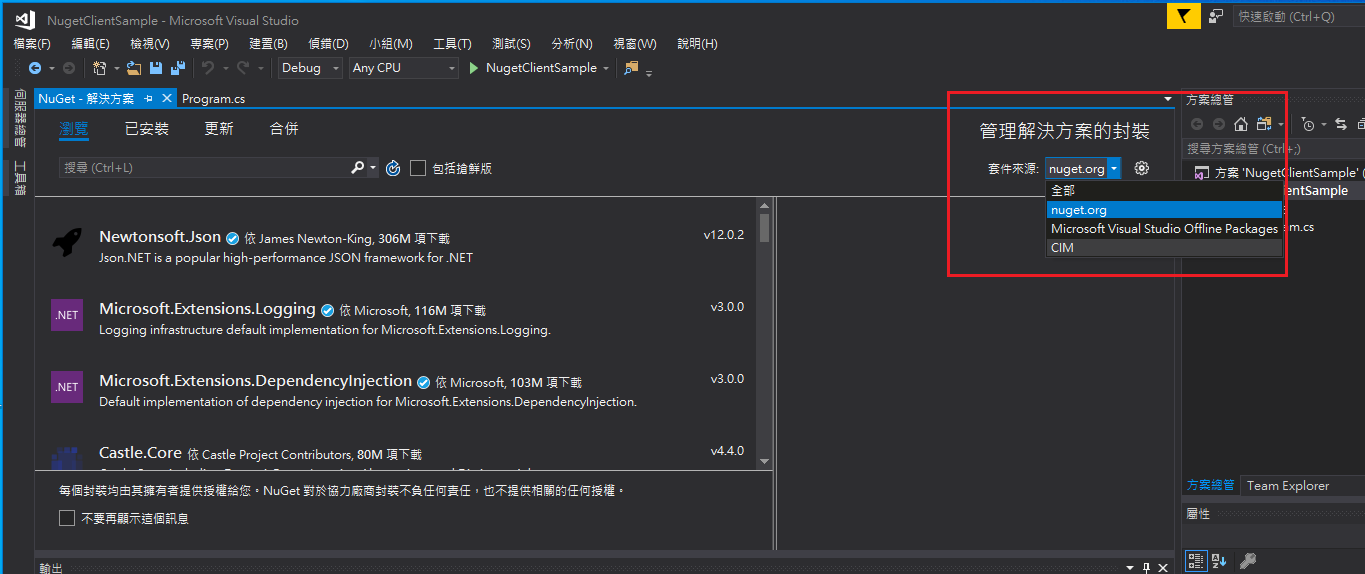 NugetClientSample - Microsoft Visual Studio
快速啟動 (Ctrl+Q)
檔案(F) 編輯(E) 檢視(V) 專案(P) 建置(B) 偵錯(D) 小組(M) 工具(T) 測試(S) 分析(N) 視窗(W) 說明(H)
Debug Any CPU NugetClientSample
伺服器總管
工具箱
NuGet - 解決方案 Program.cs
瀏覽 已安裝 更新 合併
管理解決方案的封裝
搜尋 (Ctrl+L) 包括搶鮮版
套件來源: nuget.org
全部
nuget.org
Microsoft Visual Studio Offline Packages
CIM
Newtonsoft.Json 依 James Newton-King, 306M 項下載 v12.0.2
Json.NET is a popular high-performance JSON framework for .NET
.NET
Microsoft.Extensions.Logging 依 Microsoft, 116M 項下載 v3.0.0
Logging infrastructure default implementation for Microsoft.Extensions.Logging.
.NET
Microsoft.Extensions.DependencyInjection 依 Microsoft, 103M 項下載 v3.0.0
Default implementation of dependency injection for Microsoft.Extensions.DependencyInjection.
Castle.Core 依 Castle Project Contributors, 80M 項下載 v4.4.0
每個封裝均由其擁有者提供授權給您。NuGet 對於協力廠商封裝不負任何責任，也不提供相關的任何授權。
不要再顯示這個訊息
輸出
方案總管
搜尋方案總管 (Ctrl+;)
方案 'NugetClientSample' (
entSample
m.cs
方案總管 Team Explorer
屬性